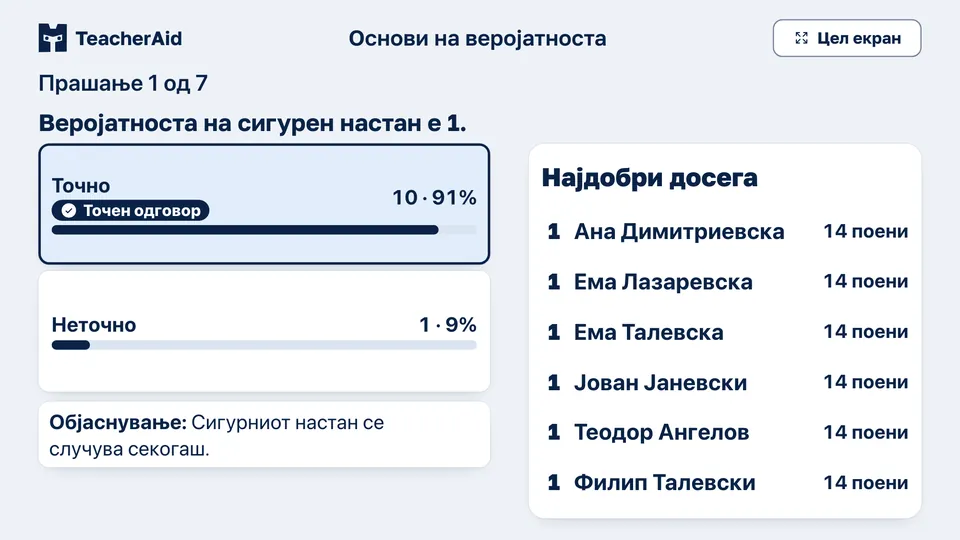 TeacherAid
Основи на веројатноста
Цел екран
Прашање 1 од 7
Веројатноста на сигурен настан е 1.
Точно
Точен одговор
10 · 91%
Неточно
1 · 9%
Објаснување: Сигурниот настан се
случува секогаш.
Најдобри досега
1 Ана Димитриевска 14 поени
1 Ема Лазаревска 14 поени
1 Ема Талевска 14 поени
1 Јован Јаневски 14 поени
1 Теодор Ангелов 14 поени
1 Филип Талевски 14 поени